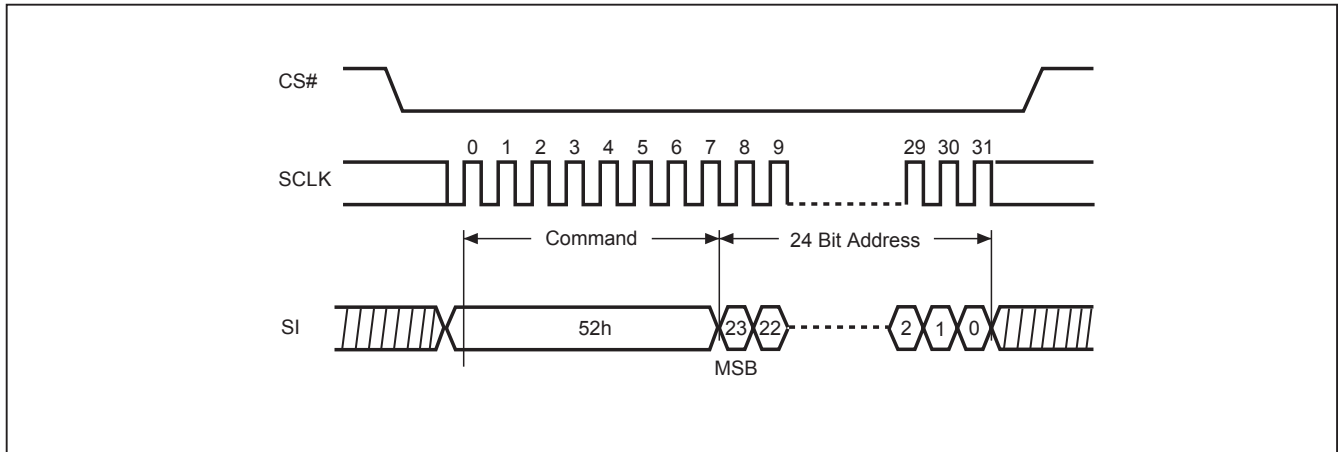 CS#
0 1 2 3 4 5 6 7 8 9 29 30 31
SCLK
Command 24 Bit Address
SI 52h 23 22 2 1 0
MSB